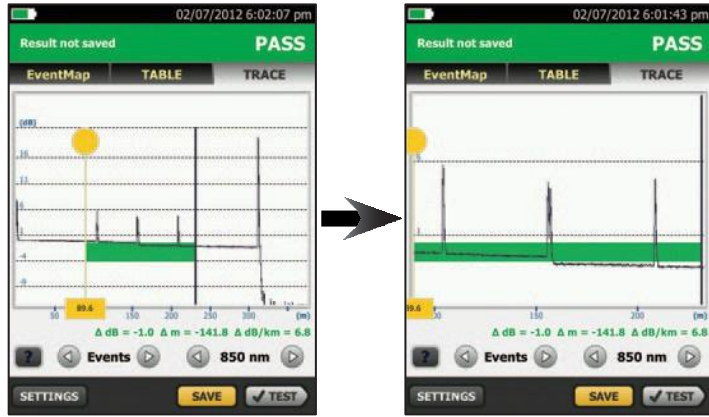 02/07/2012 6:02:07 pm
Result not saved
PASS
EventMap
TABLE
TRACE
(dB)
16
11
6
1
-4
-9
89.6
50
150
200
250
300
(m)
Δ dB = -1.0 Δ m = -141.8 Δ dB/km = 6.8
?
Events
850 nm
SETTINGS
SAVE
TEST
02/07/2012 6:01:43 pm
Result not saved
PASS
EventMap
TABLE
TRACE
1
150
200
(m)
Δ dB = -1.0 Δ m = -141.8 Δ dB/km = 6.8
?
Events
850 nm
SETTINGS
SAVE
TEST